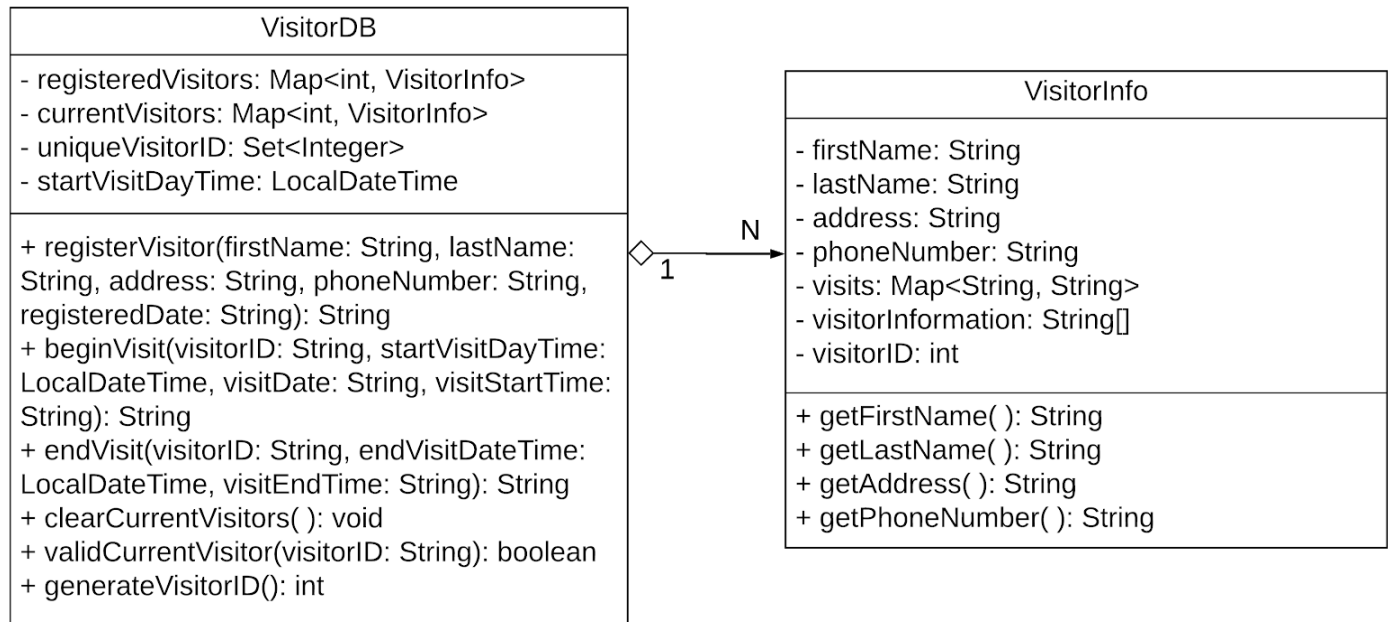 VisitorDB
- registeredVisitors: Map<int, VisitorInfo>
- currentVisitors: Map<int, VisitorInfo>
- uniqueVisitorID: Set<Integer>
- startVisitDayTime: LocalDateTime
+ registerVisitor(firstName: String, lastName:
String, address: String, phoneNumber: String,
registeredDate: String): String
+ beginVisit(visitorID: String, startVisitDayTime:
LocalDateTime, visitDate: String, visitStartTime:
String): String
+ endVisit(visitorID: String, endVisitDateTime:
LocalDateTime, visitEndTime: String): String
+ clearCurrentVisitors( ): void
+ validCurrentVisitor(visitorID: String): boolean
+ generateVisitorID(): int
1
N
VisitorInfo
- firstName: String
- lastName: String
- address: String
- phoneNumber: String
- visits: Map<String, String>
- visitorInformation: String[]
- visitorID: int
+ getFirstName( ): String
+ getLastName( ): String
+ getAddress( ): String
+ getPhoneNumber( ): String